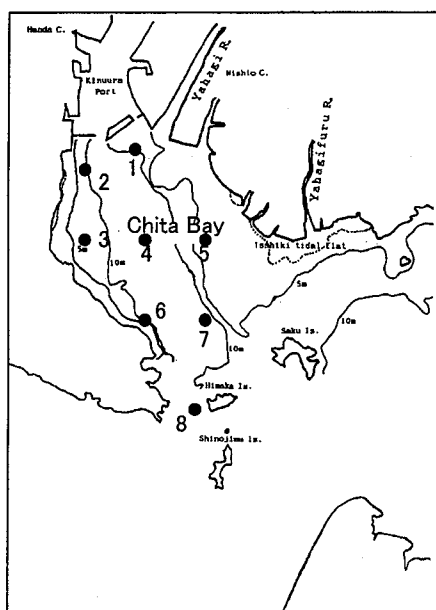 Handa C.
Kinuura
Port
Yahagi R.
Nishio C.
Yahagifuru R.
1
2
Chita Bay
3
4
5
Isshiki tidal flat
5m
10m
5m
6
7
Saku Is.
10m
10m
Himaka Is.
8
Shinojima Is.